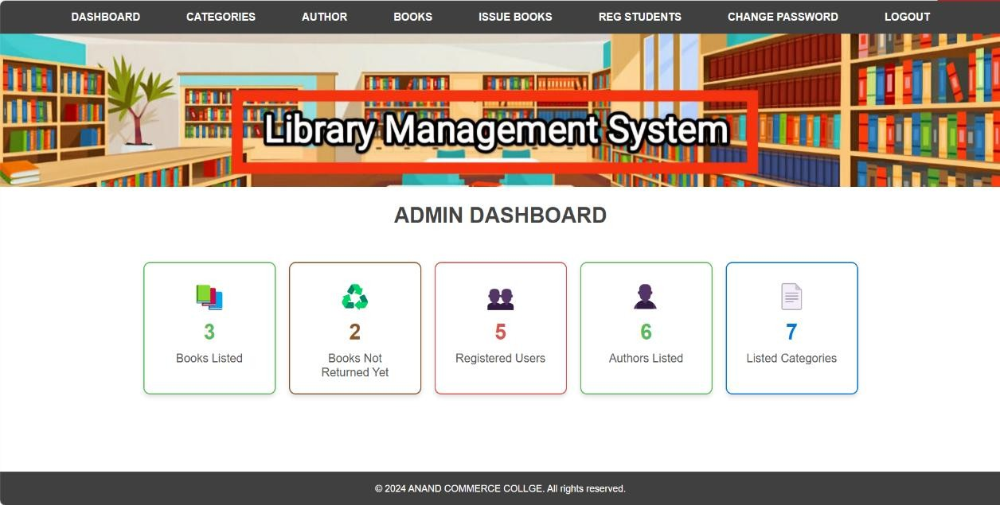 DASHBOARD CATEGORIES AUTHOR BOOKS ISSUE BOOKS REG STUDENTS CHANGE PASSWORD LOGOUT
Library Management System
ADMIN DASHBOARD
3 2 5 6 7
Books Listed Books Not Registered Users Authors Listed Listed Categories
Returned Yet
© 2024 ANAND COMMERCE COLLGE. All rights reserved.